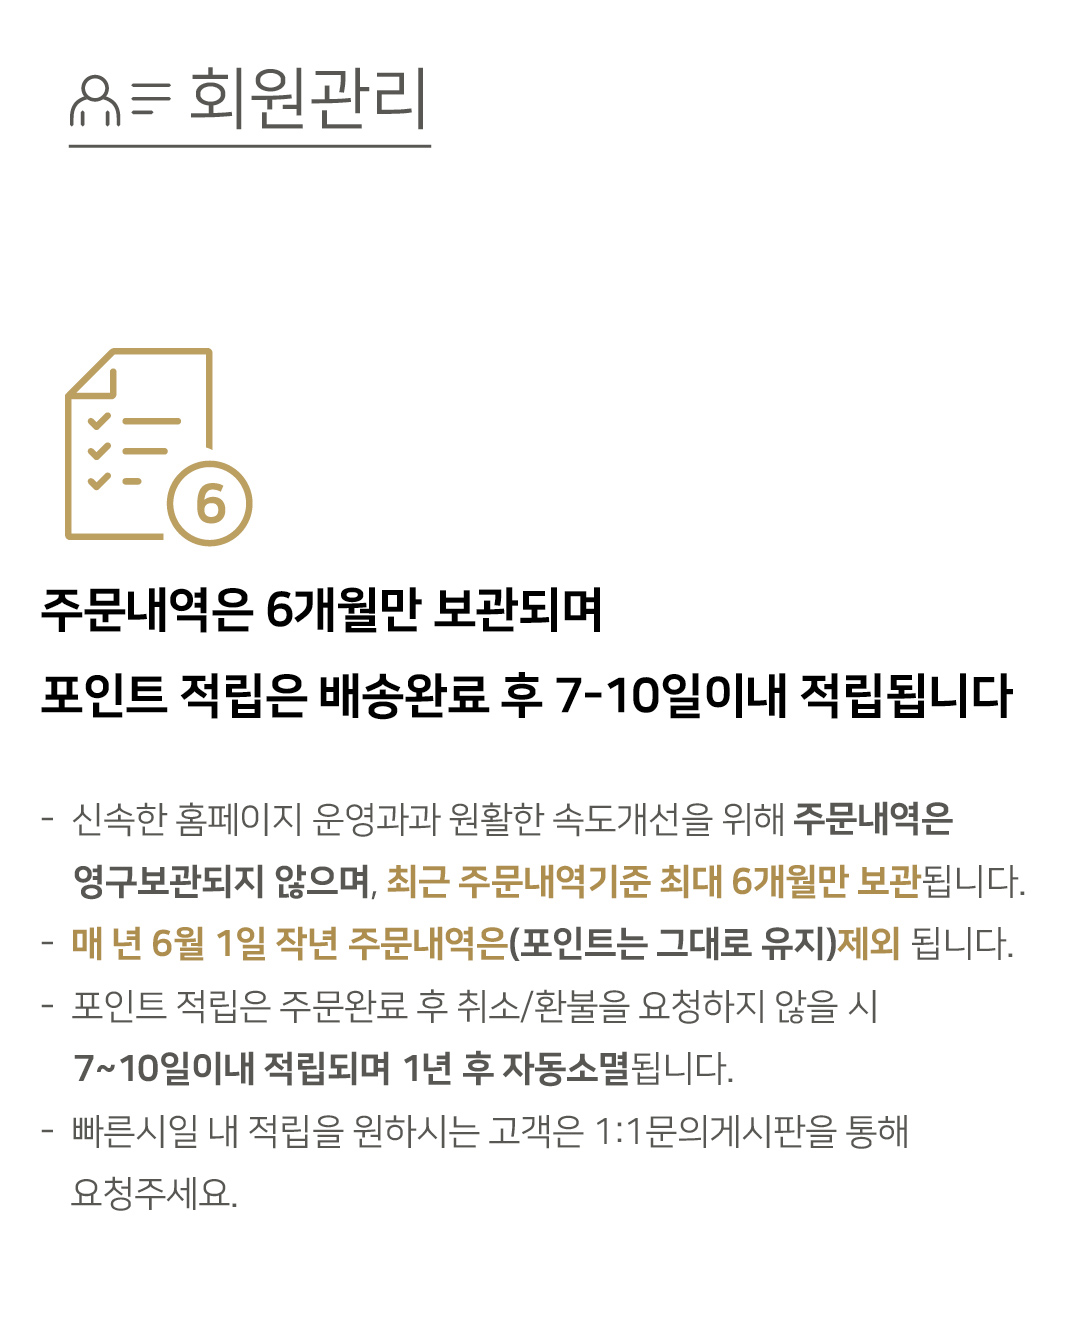 회원관리
6
주문내역은 6개월만 보관되며
포인트 적립은 배송완료 후 7-10일이내 적립됩니다
- 신속한 홈페이지 운영과과 원활한 속도개선을 위해 주문내역은
영구보관되지 않으며, 최근 주문내역기준 최대 6개월만 보관됩니다.
- 매 년 6월 1일 작년 주문내역은(포인트는 그대로 유지)제외 됩니다.
- 포인트 적립은 주문완료 후 취소/환불을 요청하지 않을 시
7~10일이내 적립되며 1년 후 자동소멸됩니다.
- 빠른시일 내 적립을 원하시는 고객은 1:1문의게시판을 통해
요청주세요.